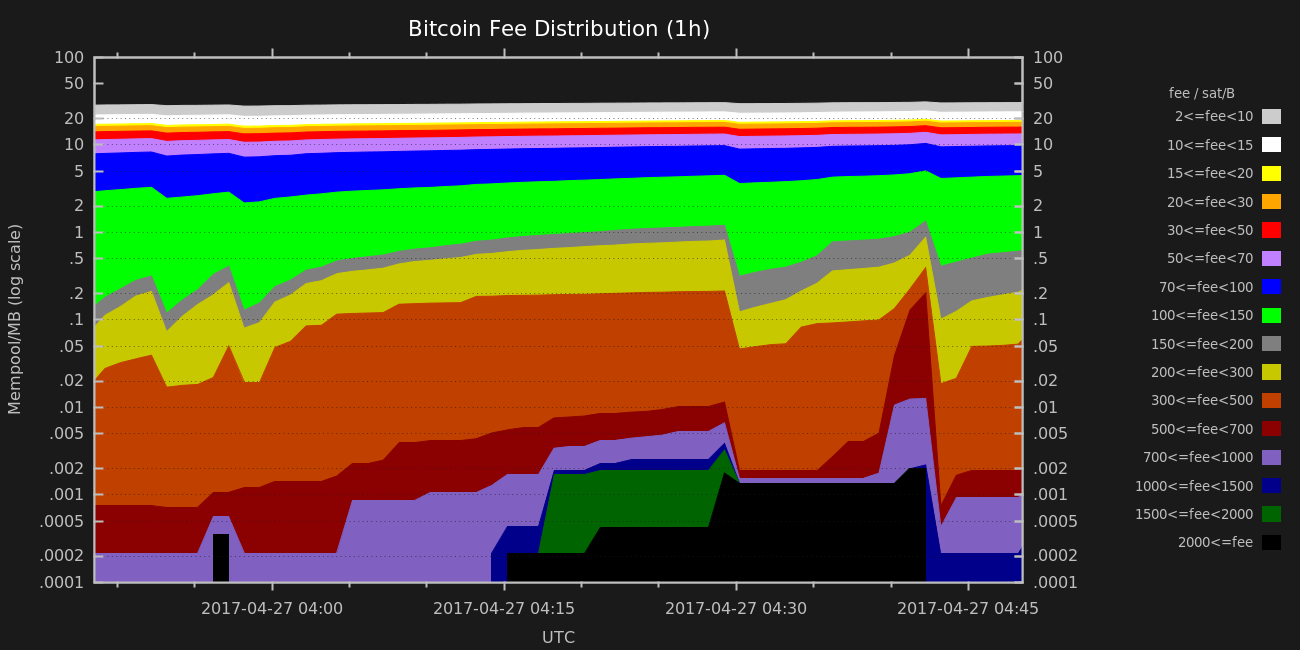 Bitcoin Fee Distribution (1h)
100
50
20
10
5
2
1
.5
.2
.1
.05
.02
.01
.005
.002
.001
.0005
.0002
.0001
Mempool/MB (log scale)
100
50
20
10
5
2
1
.5
.2
.1
.05
.02
.01
.005
.002
.001
.0005
.0002
.0001
2017-04-27 04:00
2017-04-27 04:15
2017-04-27 04:30
2017-04-27 04:45
UTC
fee / sat/B
2<=fee<10
10<=fee<15
15<=fee<20
20<=fee<30
30<=fee<50
50<=fee<70
70<=fee<100
100<=fee<150
150<=fee<200
200<=fee<300
300<=fee<500
500<=fee<700
700<=fee<1000
1000<=fee<1500
1500<=fee<2000
2000<=fee